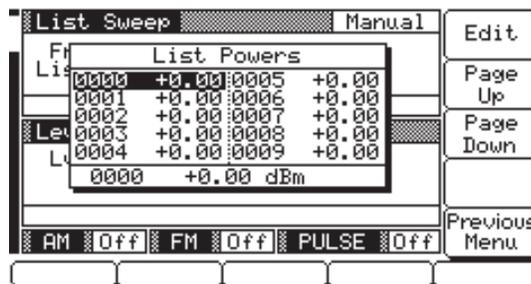 List Sweep Manual
Fr
Lis
List Powers
0000 +0.00 0005 +0.00
0001 +0.00 0006 +0.00
0002 +0.00 0007 +0.00
0003 +0.00 0008 +0.00
0004 +0.00 0009 +0.00
0000 +0.00 dBm
Lev
AM Off FM Off PULSE Off
Edit
Page
Up
Page
Down
Previous
Menu